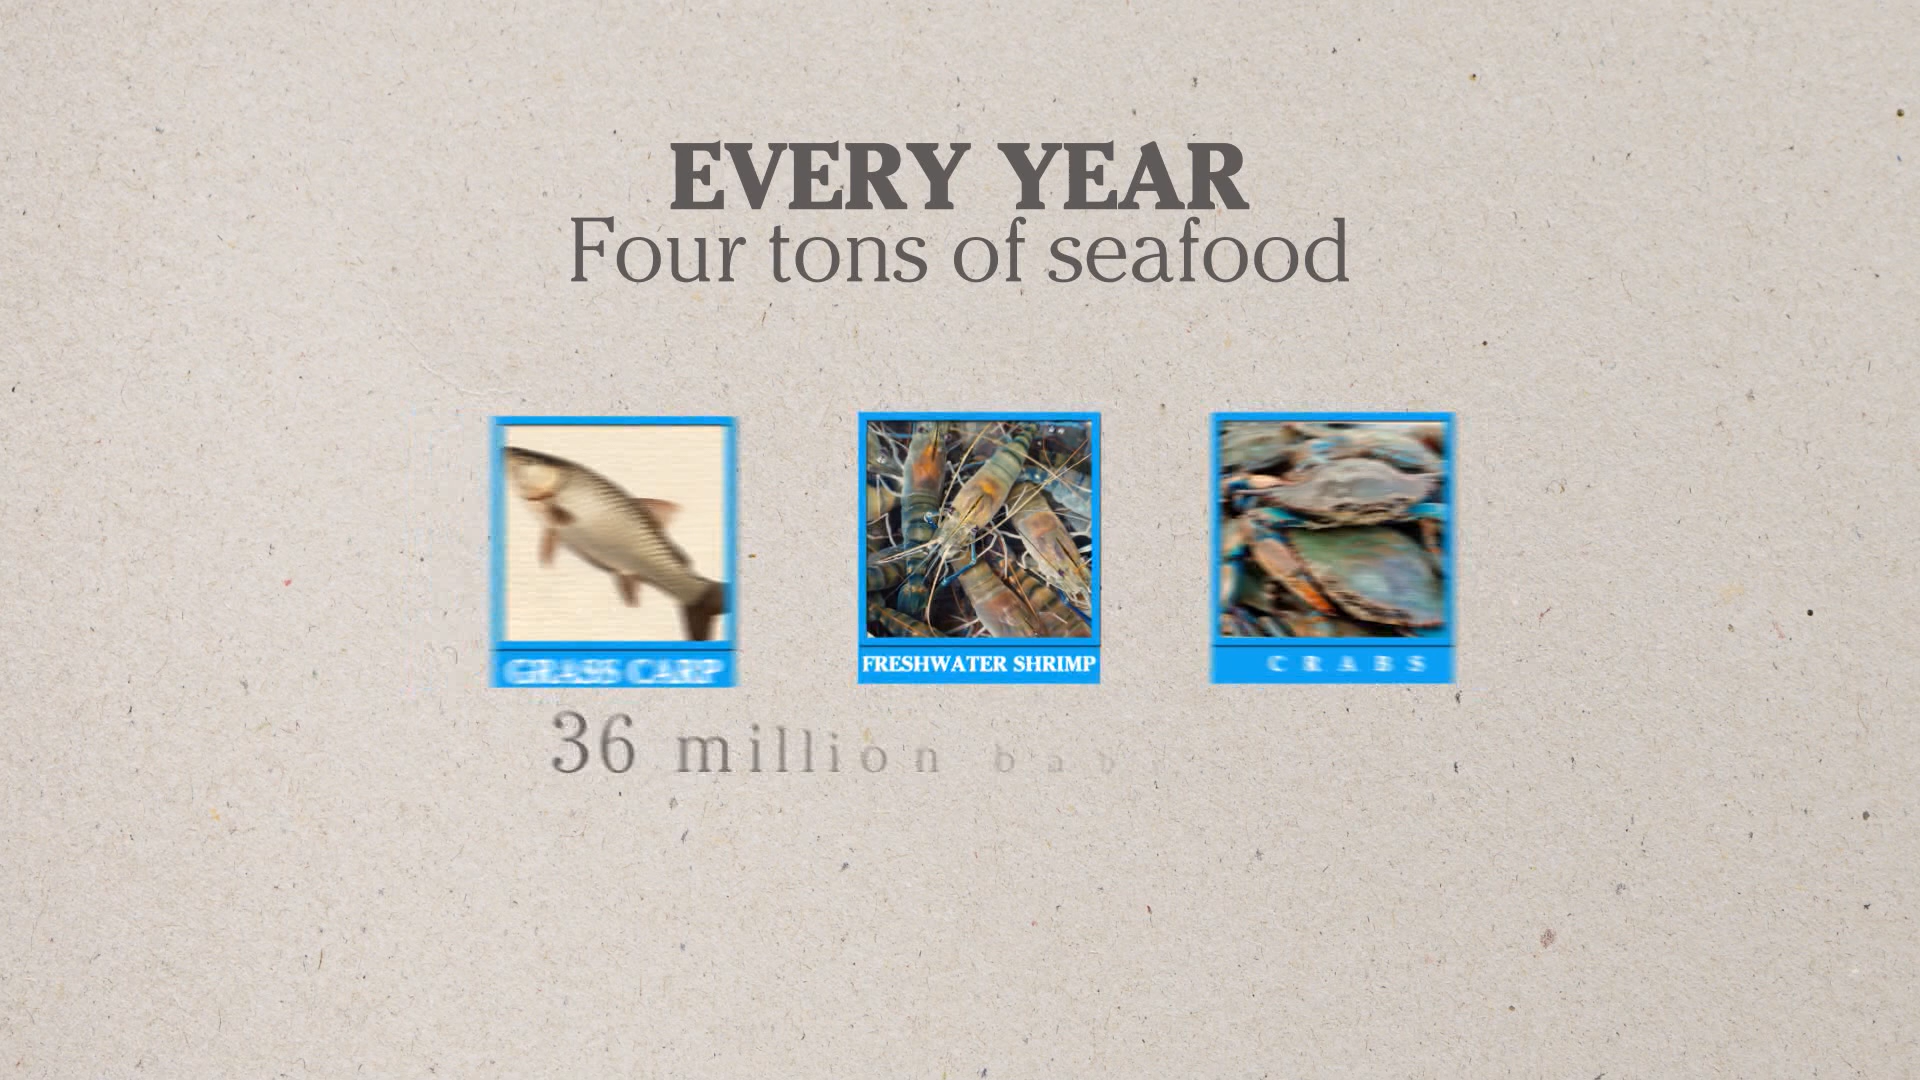 EVERY YEAR
Four tons of seafood
GRASS CARP
FRESHWATER SHRIMP
CRABS
36 million